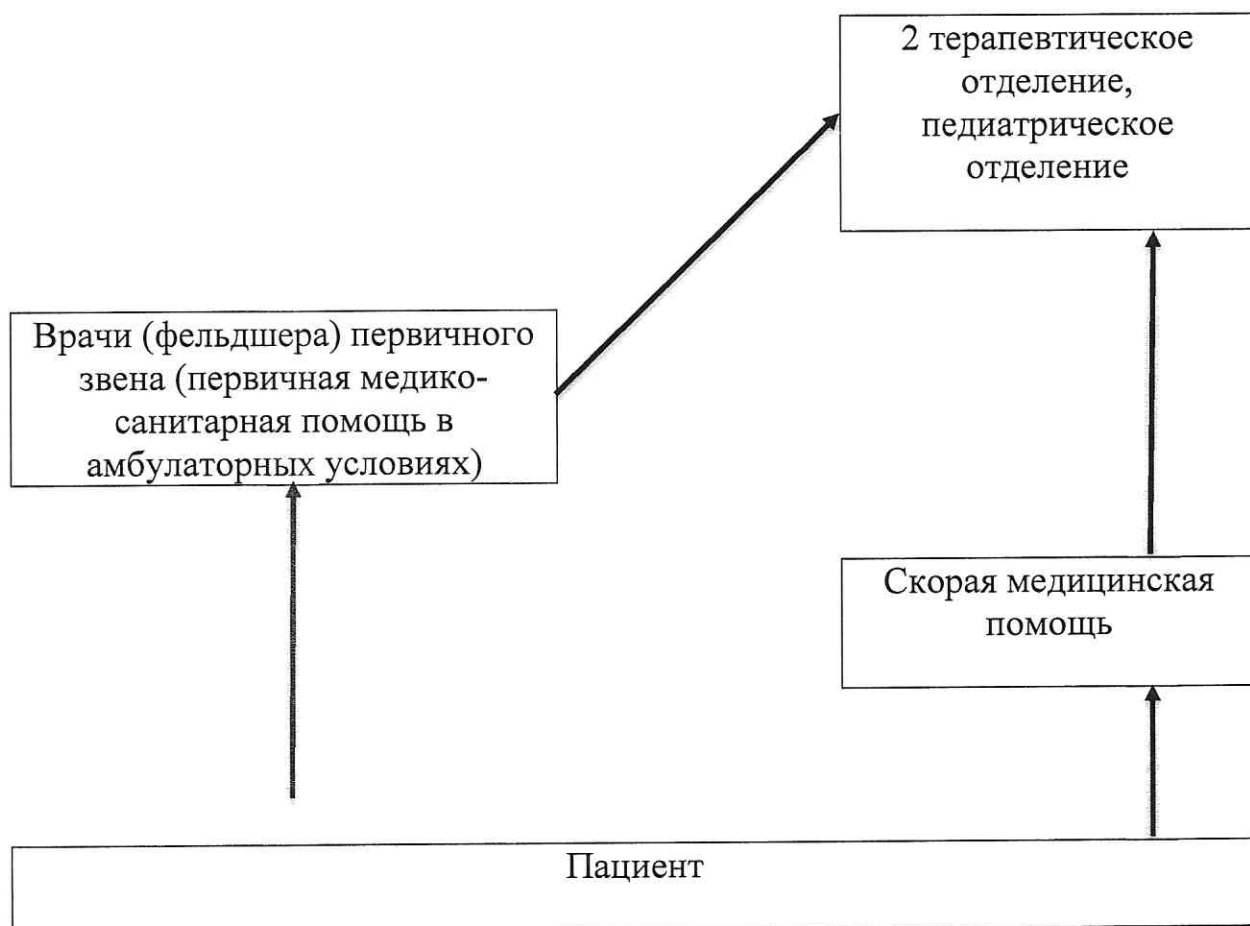 2 терапевтическое
отделение,
педиатрическое
отделение
Врачи (фельдшера) первичного
звена (первичная медико-
санитарная помощь в
амбулаторных условиях)
Скорая медицинская
помощь
Пациент